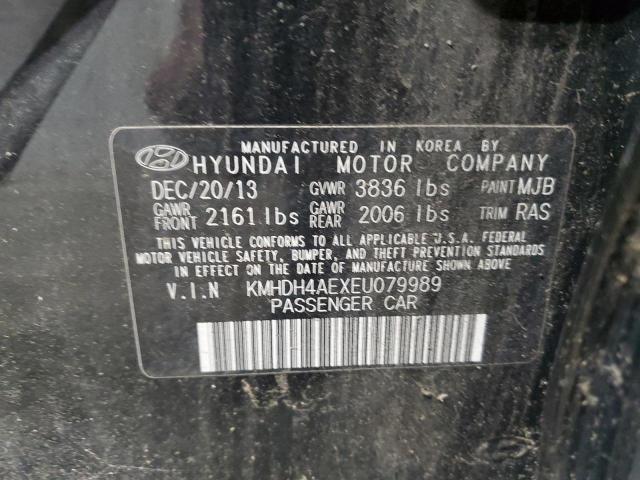 MANUFACTURED IN KOREA BY
HYUNDAI MOTOR COMPANY
DEC/20/13 GVWR 3836 lbs PAINT MJB
GAWR FRONT 2161 lbs GAWR REAR 2006 lbs TRIM RAS
THIS VEHICLE CONFORMS TO ALL APPLICABLE U.S.A. FEDERAL
MOTOR VEHICLE SAFETY, BUMPER, AND THEFT PREVENTION STANDARDS
IN EFFECT ON THE DATE OF MANUFACTURE SHOWN ABOVE.
V.I.N KMHDH4AEXEU079989
PASSENGER CAR